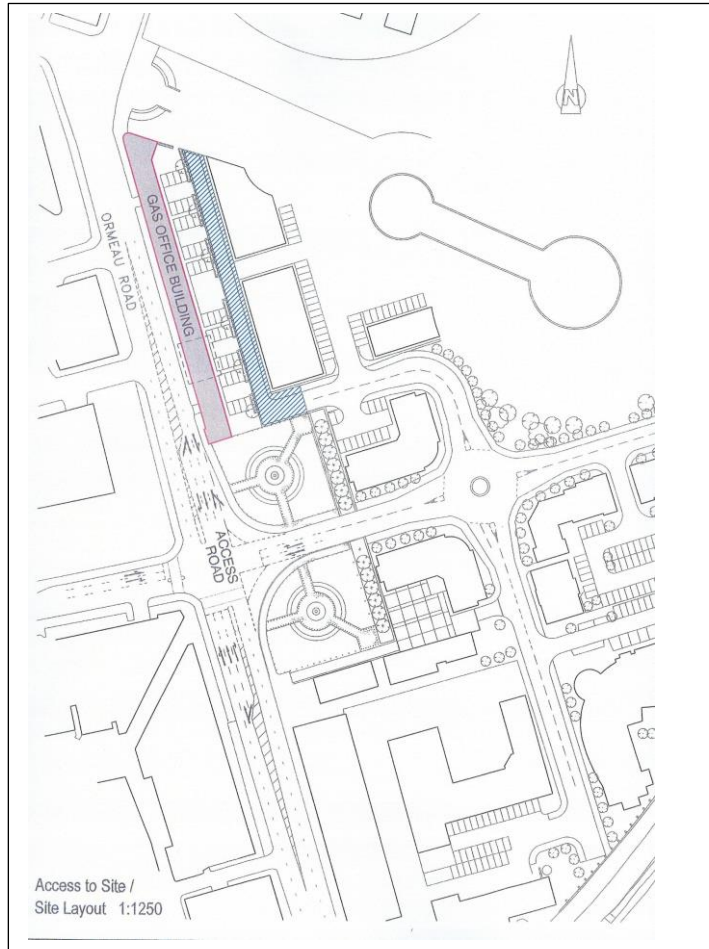 N
GAS OFFICE BUILDING
ORMEAU ROAD
ACCESS
ROAD
Access to Site /
Site Layout 1:1250